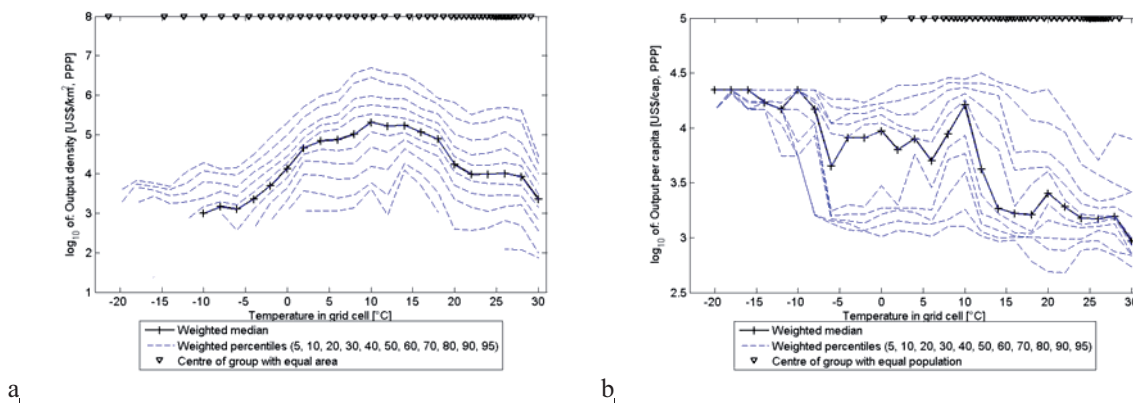 8
7
6
5
4
3
2
1
log10 of: Output density [US$/km2, PPP]
-20 -15 -10 -5 0 5 10 15 20 25 30
Temperature in grid cell [°C]
Weighted median
Weighted percentiles (5, 10, 20, 30, 40, 50, 60, 70, 80, 90, 95)
Centre of group with equal area
a
5
4.5
4
3.5
3
2.5
log10 of: Output per capita [US$/cap, PPP]
-20 -15 -10 -5 0 5 10 15 20 25 30
Temperature in grid cell [°C]
Weighted median
Weighted percentiles (5, 10, 20, 30, 40, 50, 60, 70, 80, 90, 95)
Centre of group with equal population
b